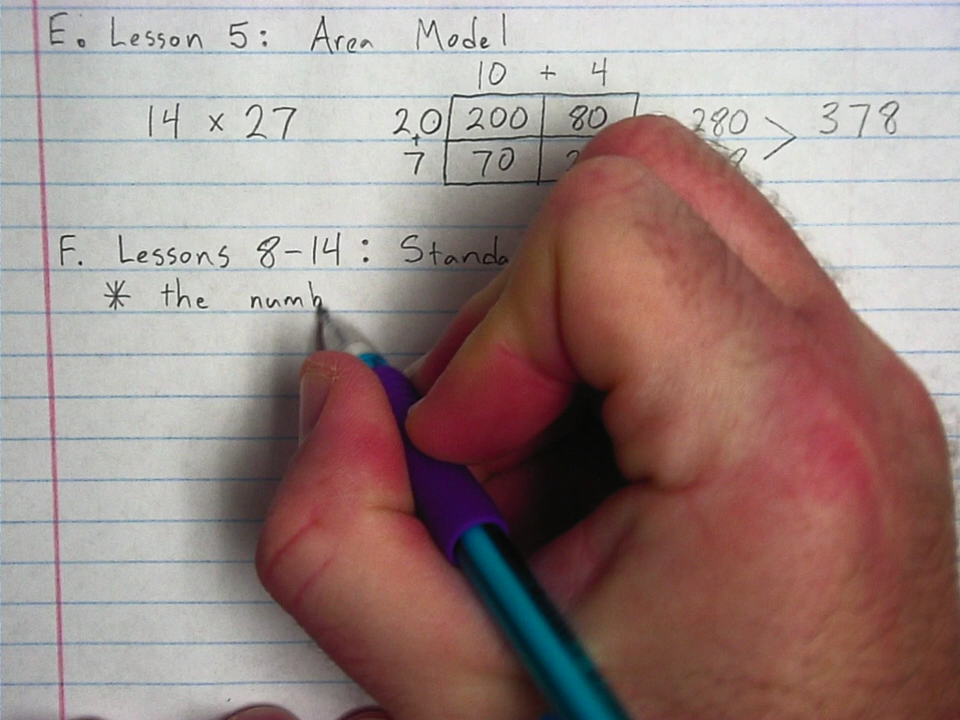 E. Lesson 5: Area Model
10 + 4
14 x 27 20 200 80 280 > 378
7 70
F. Lessons 8-14: Standa
* the numb